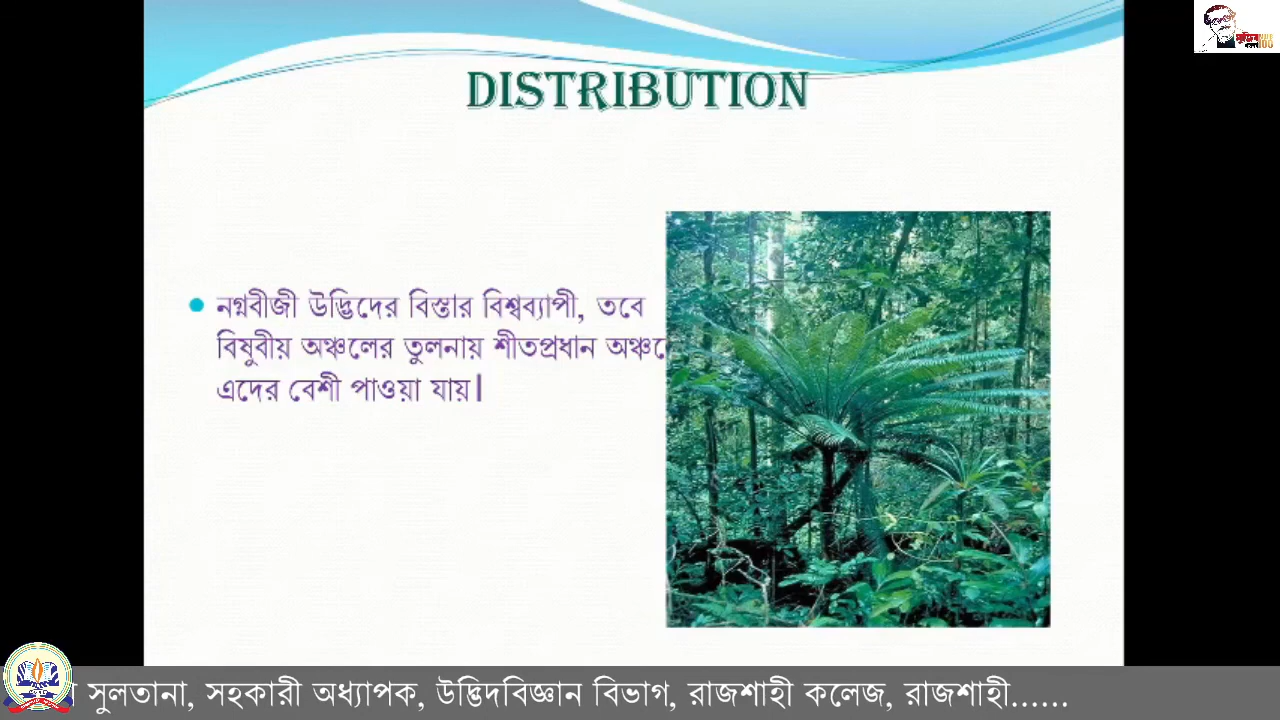 DISTRIBUTION
নগ্নবীজী উদ্ভিদের বিস্তার বিশ্বব্যাপী, তবে
বিষুবীয় অঞ্চলের তুলনায় শীতপ্রধান
এদের বেশী পাওয়া যায়|
সুলতানা, সহকারী অধ্যাপক, উদ্ভিদবিজ্ঞান বিভাগ, রাজশাহী কলেজ, রাজশাহী......